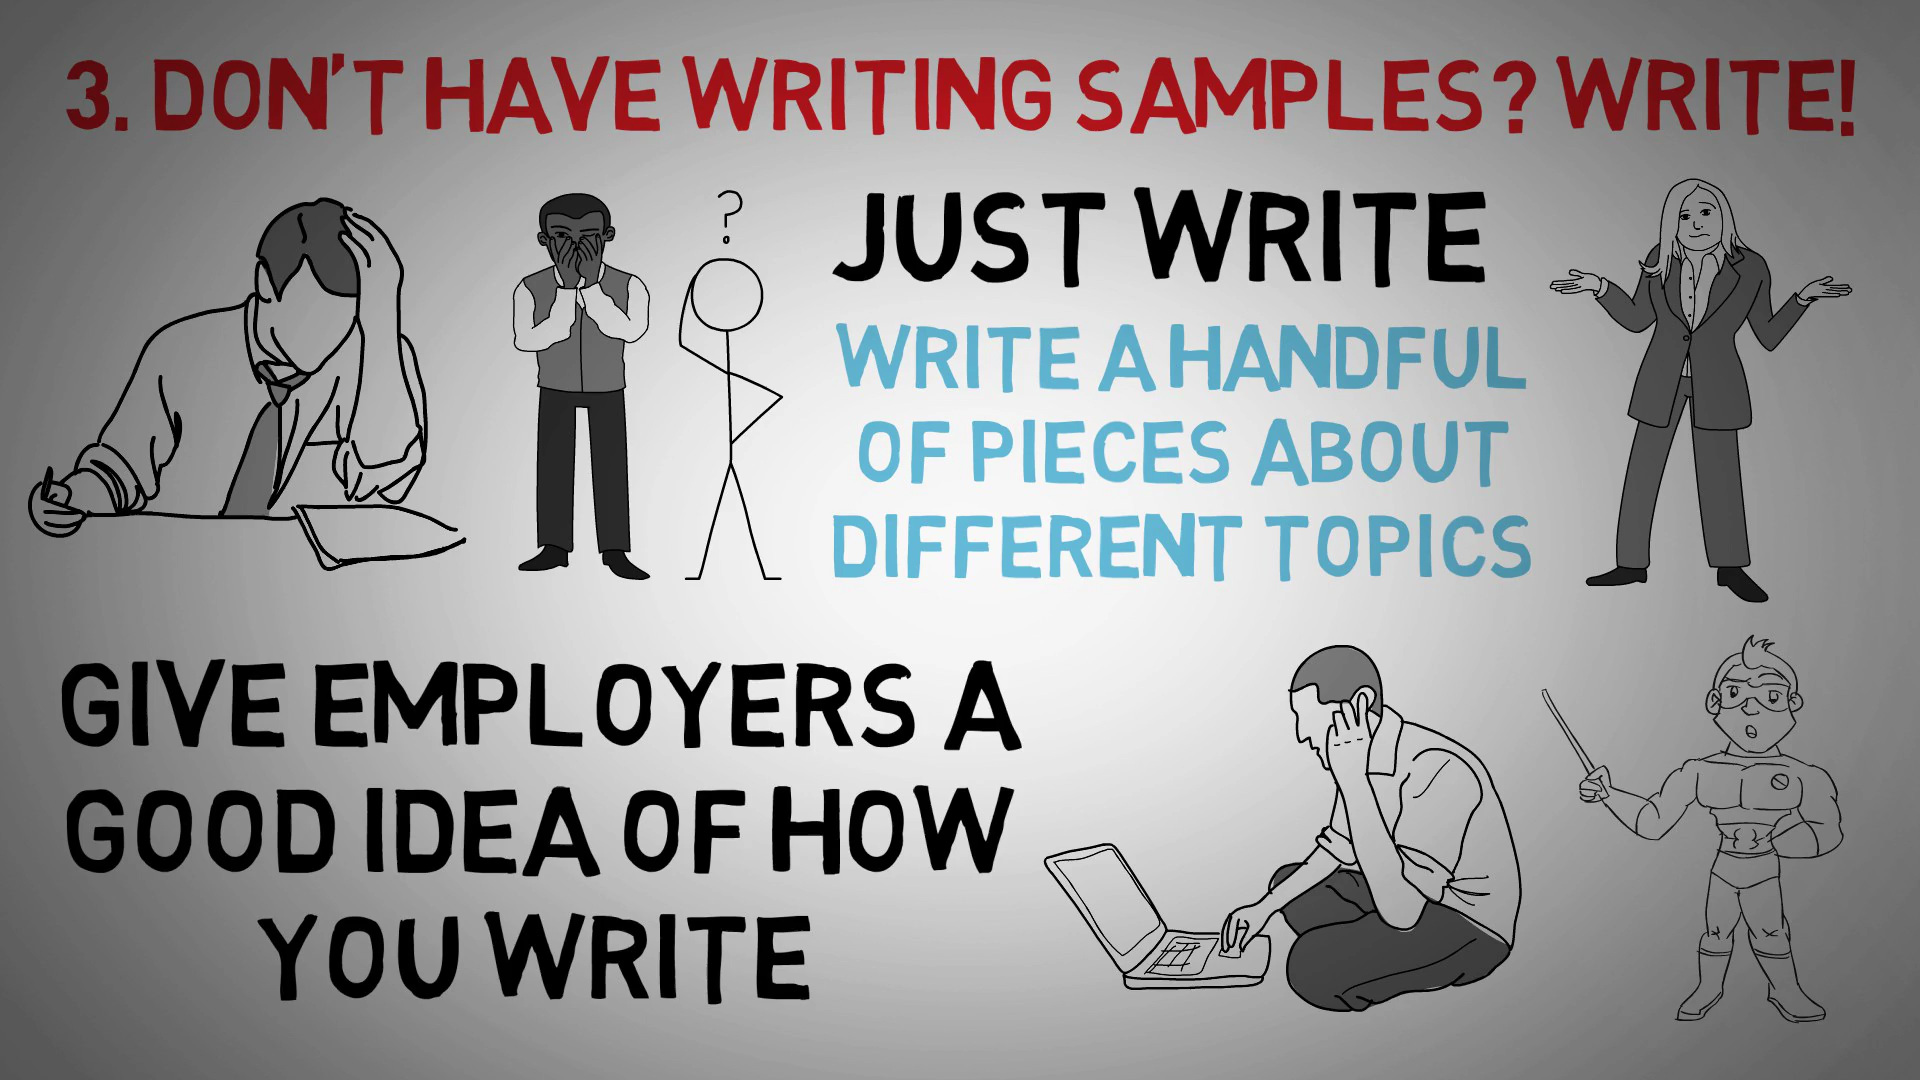 3. DON'T HAVE WRITING SAMPLES? WRITE!
?
JUST WRITE
WRITE A HANDFUL
OF PIECES ABOUT
DIFFERENT TOPICS
GIVE EMPLOYERS A
GOOD IDEA OF HOW
YOU WRITE